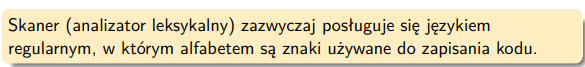 Skaner (analizator leksykalny) zazwyczaj posługuje się językiem
regularnym, w którym alfabetem są znaki używane do zapisania kodu.